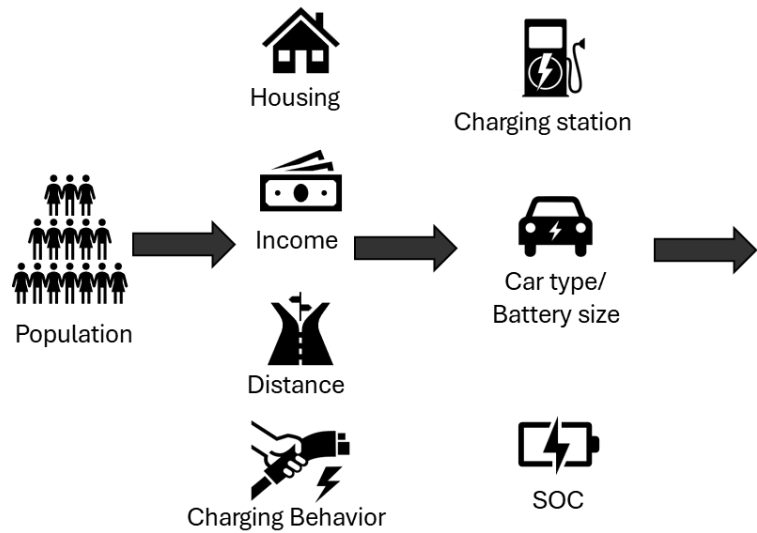 Housing
Charging station
Population
Income
Car type/
Battery size
Distance
Charging Behavior
SOC